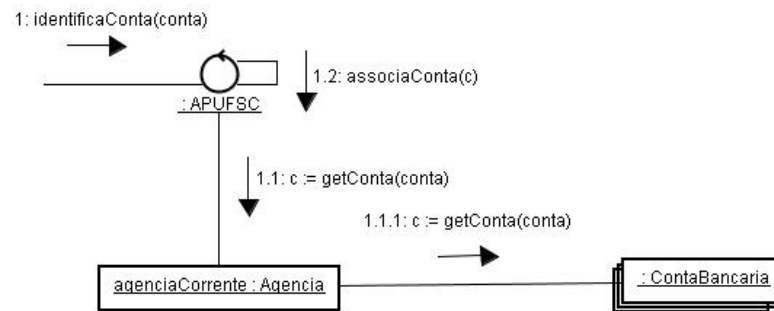 1: identificaConta(conta)
1.2: associaConta(c)
: APUFSC
1.1: c := getConta(conta)
1.1.1: c := getConta(conta)
agenciaCorrente : Agencia
: ContaBancaria